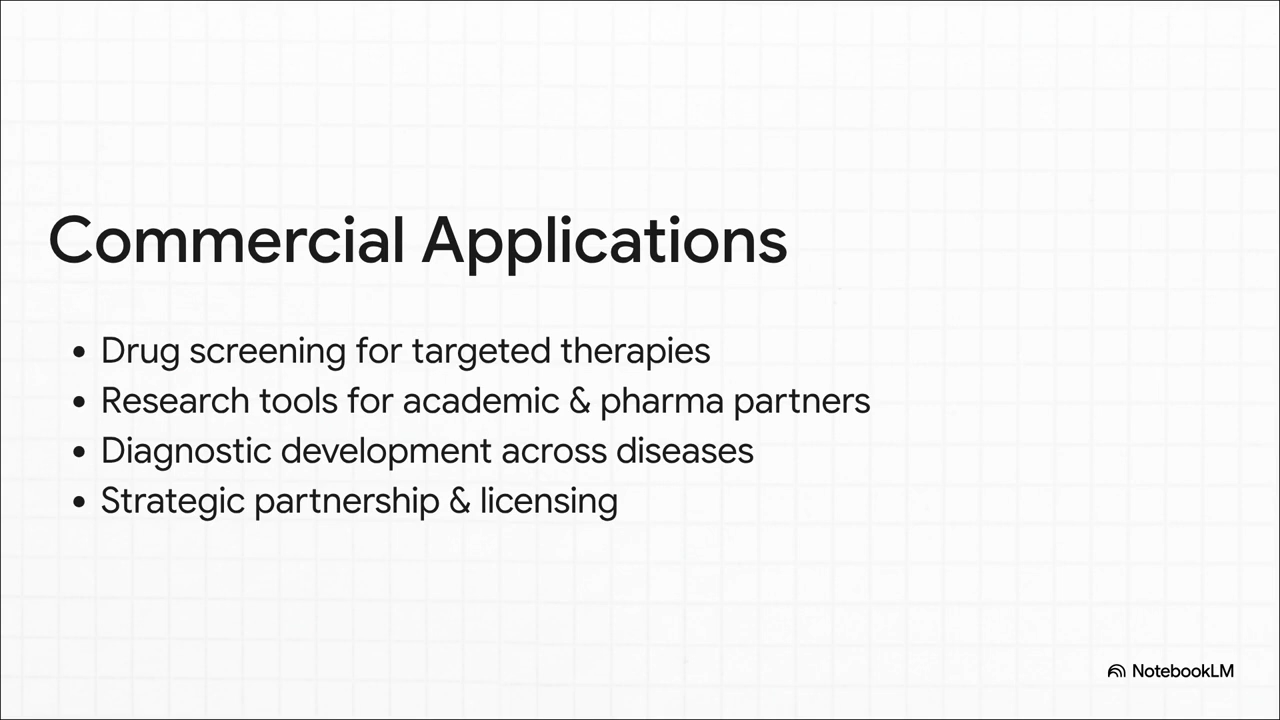 Commercial Applications
• Drug screening for targeted therapies
• Research tools for academic & pharma partners
• Diagnostic development across diseases
• Strategic partnership & licensing
NotebookLM